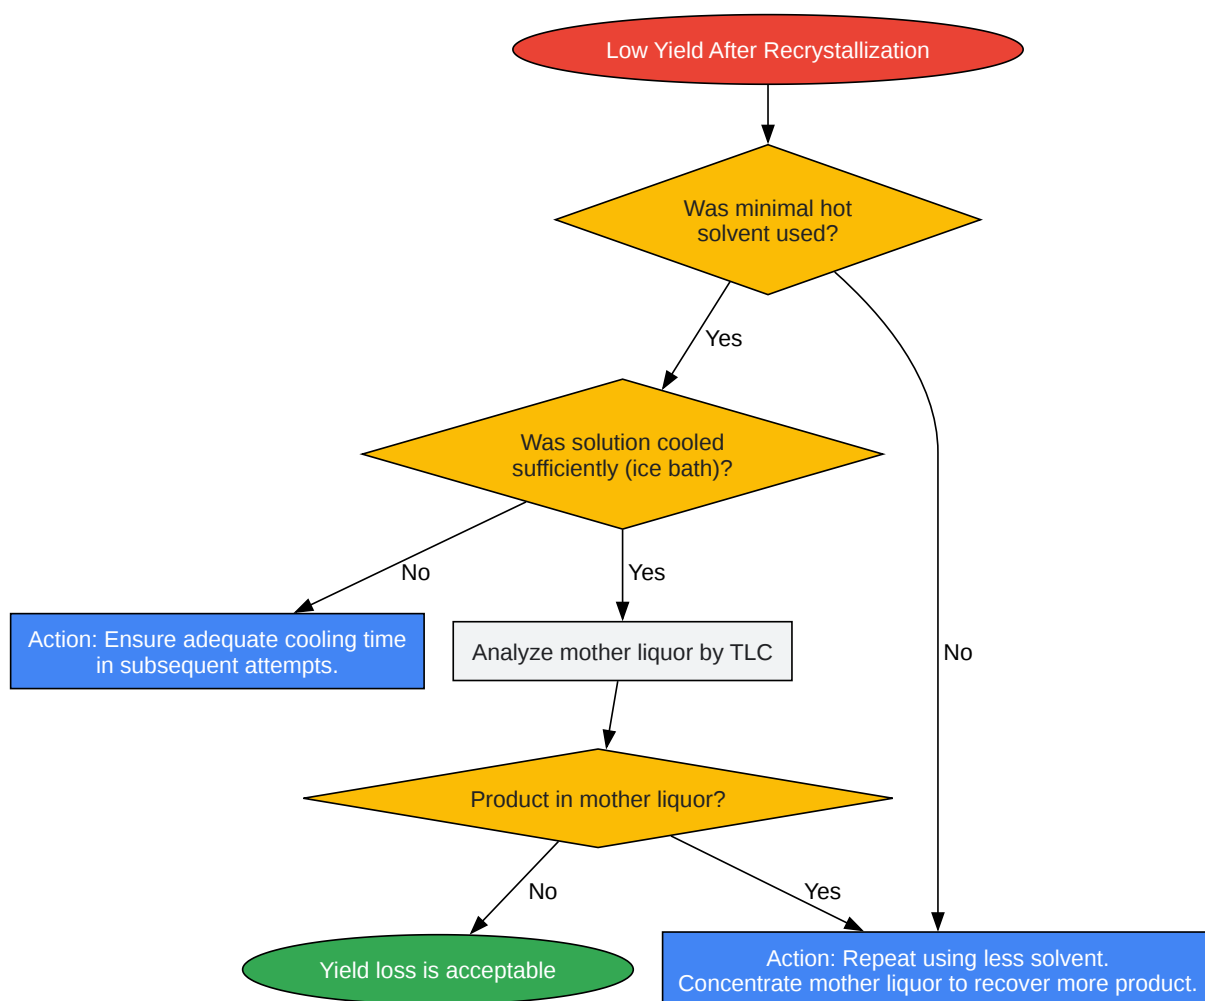 Low Yield After Recrystallization
Was minimal hot
solvent used?
Yes
Was solution cooled
sufficiently (ice bath)?
No
Yes
Action: Ensure adequate cooling time
in subsequent attempts.
Analyze mother liquor by TLC
No
Product in mother liquor?
No
Yes
Yield loss is acceptable
Action: Repeat using less solvent.
Concentrate mother liquor to recover more product.